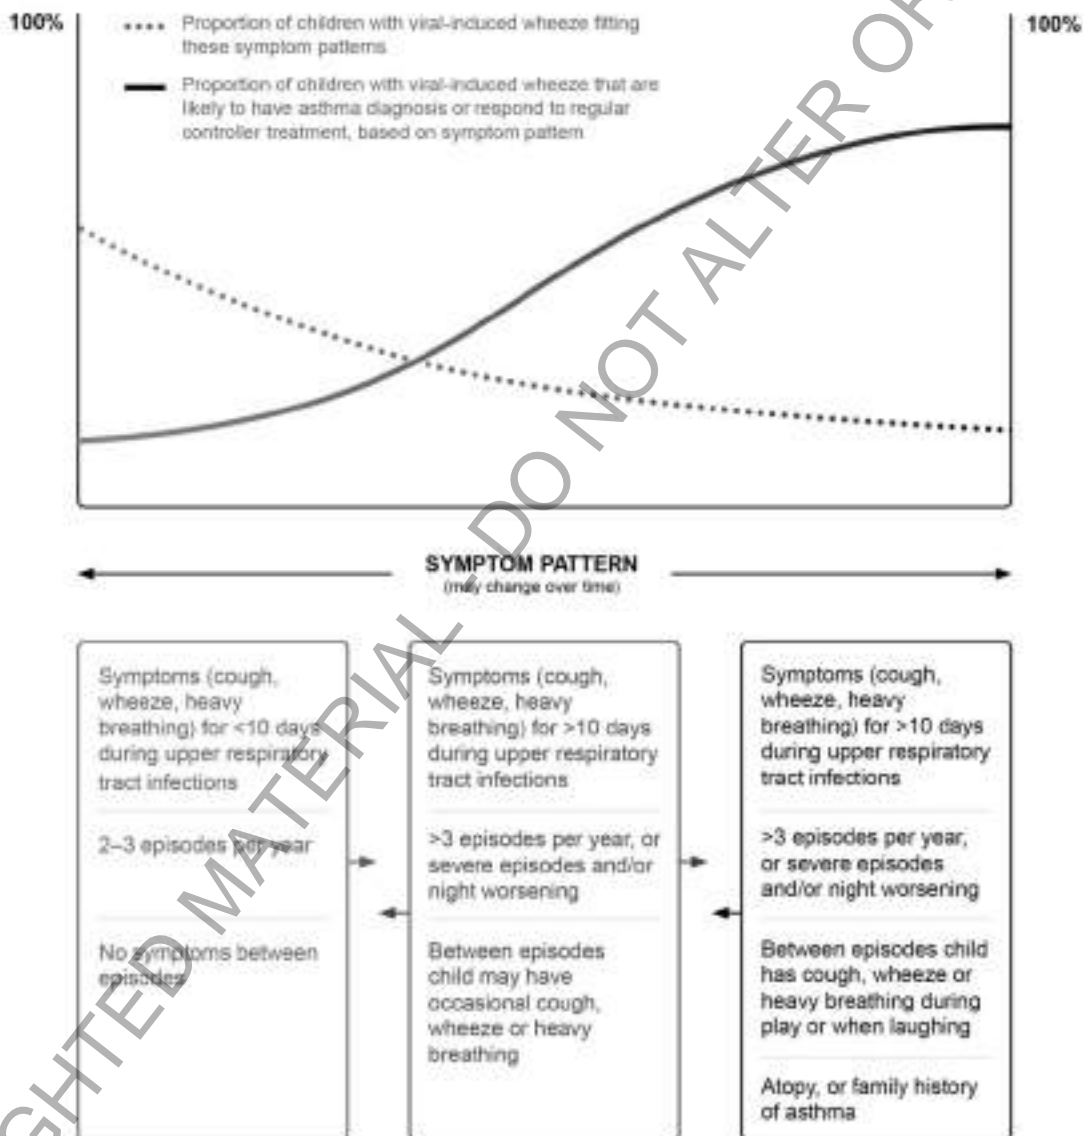 100%
100%
Proportion of children with viral-induced wheeze fitting
these symptom patterns
Proportion of children with viral-induced wheeze that are
likely to have asthma diagnosis or respond to regular
controller treatment, based on symptom pattern
SYMPTOM PATTERN
(may change over time)
Symptoms (cough,
wheeze, heavy
breathing) for <10 days
during upper respiratory
tract infections
2–3 episodes per year
No symptoms between
episodes
Symptoms (cough,
wheeze, heavy
breathing) for >10 days
during upper respiratory
tract infections
>3 episodes per year, or
severe episodes and/or
night worsening
Between episodes
child may have
occasional cough,
wheeze or heavy
breathing
Symptoms (cough,
wheeze, heavy
breathing) for >10 days
during upper respiratory
tract infections
>3 episodes per year,
or severe episodes
and/or night worsening
Between episodes child
has cough, wheeze or
heavy breathing during
play or when laughing
Atopy, or family history
of asthma
GHTED MATERIAL - DO NOT ALTER OR